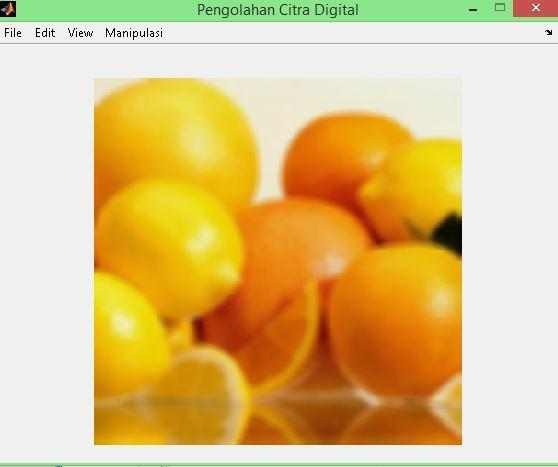 Pengolahan Citra Digital
File Edit View Manipulasi